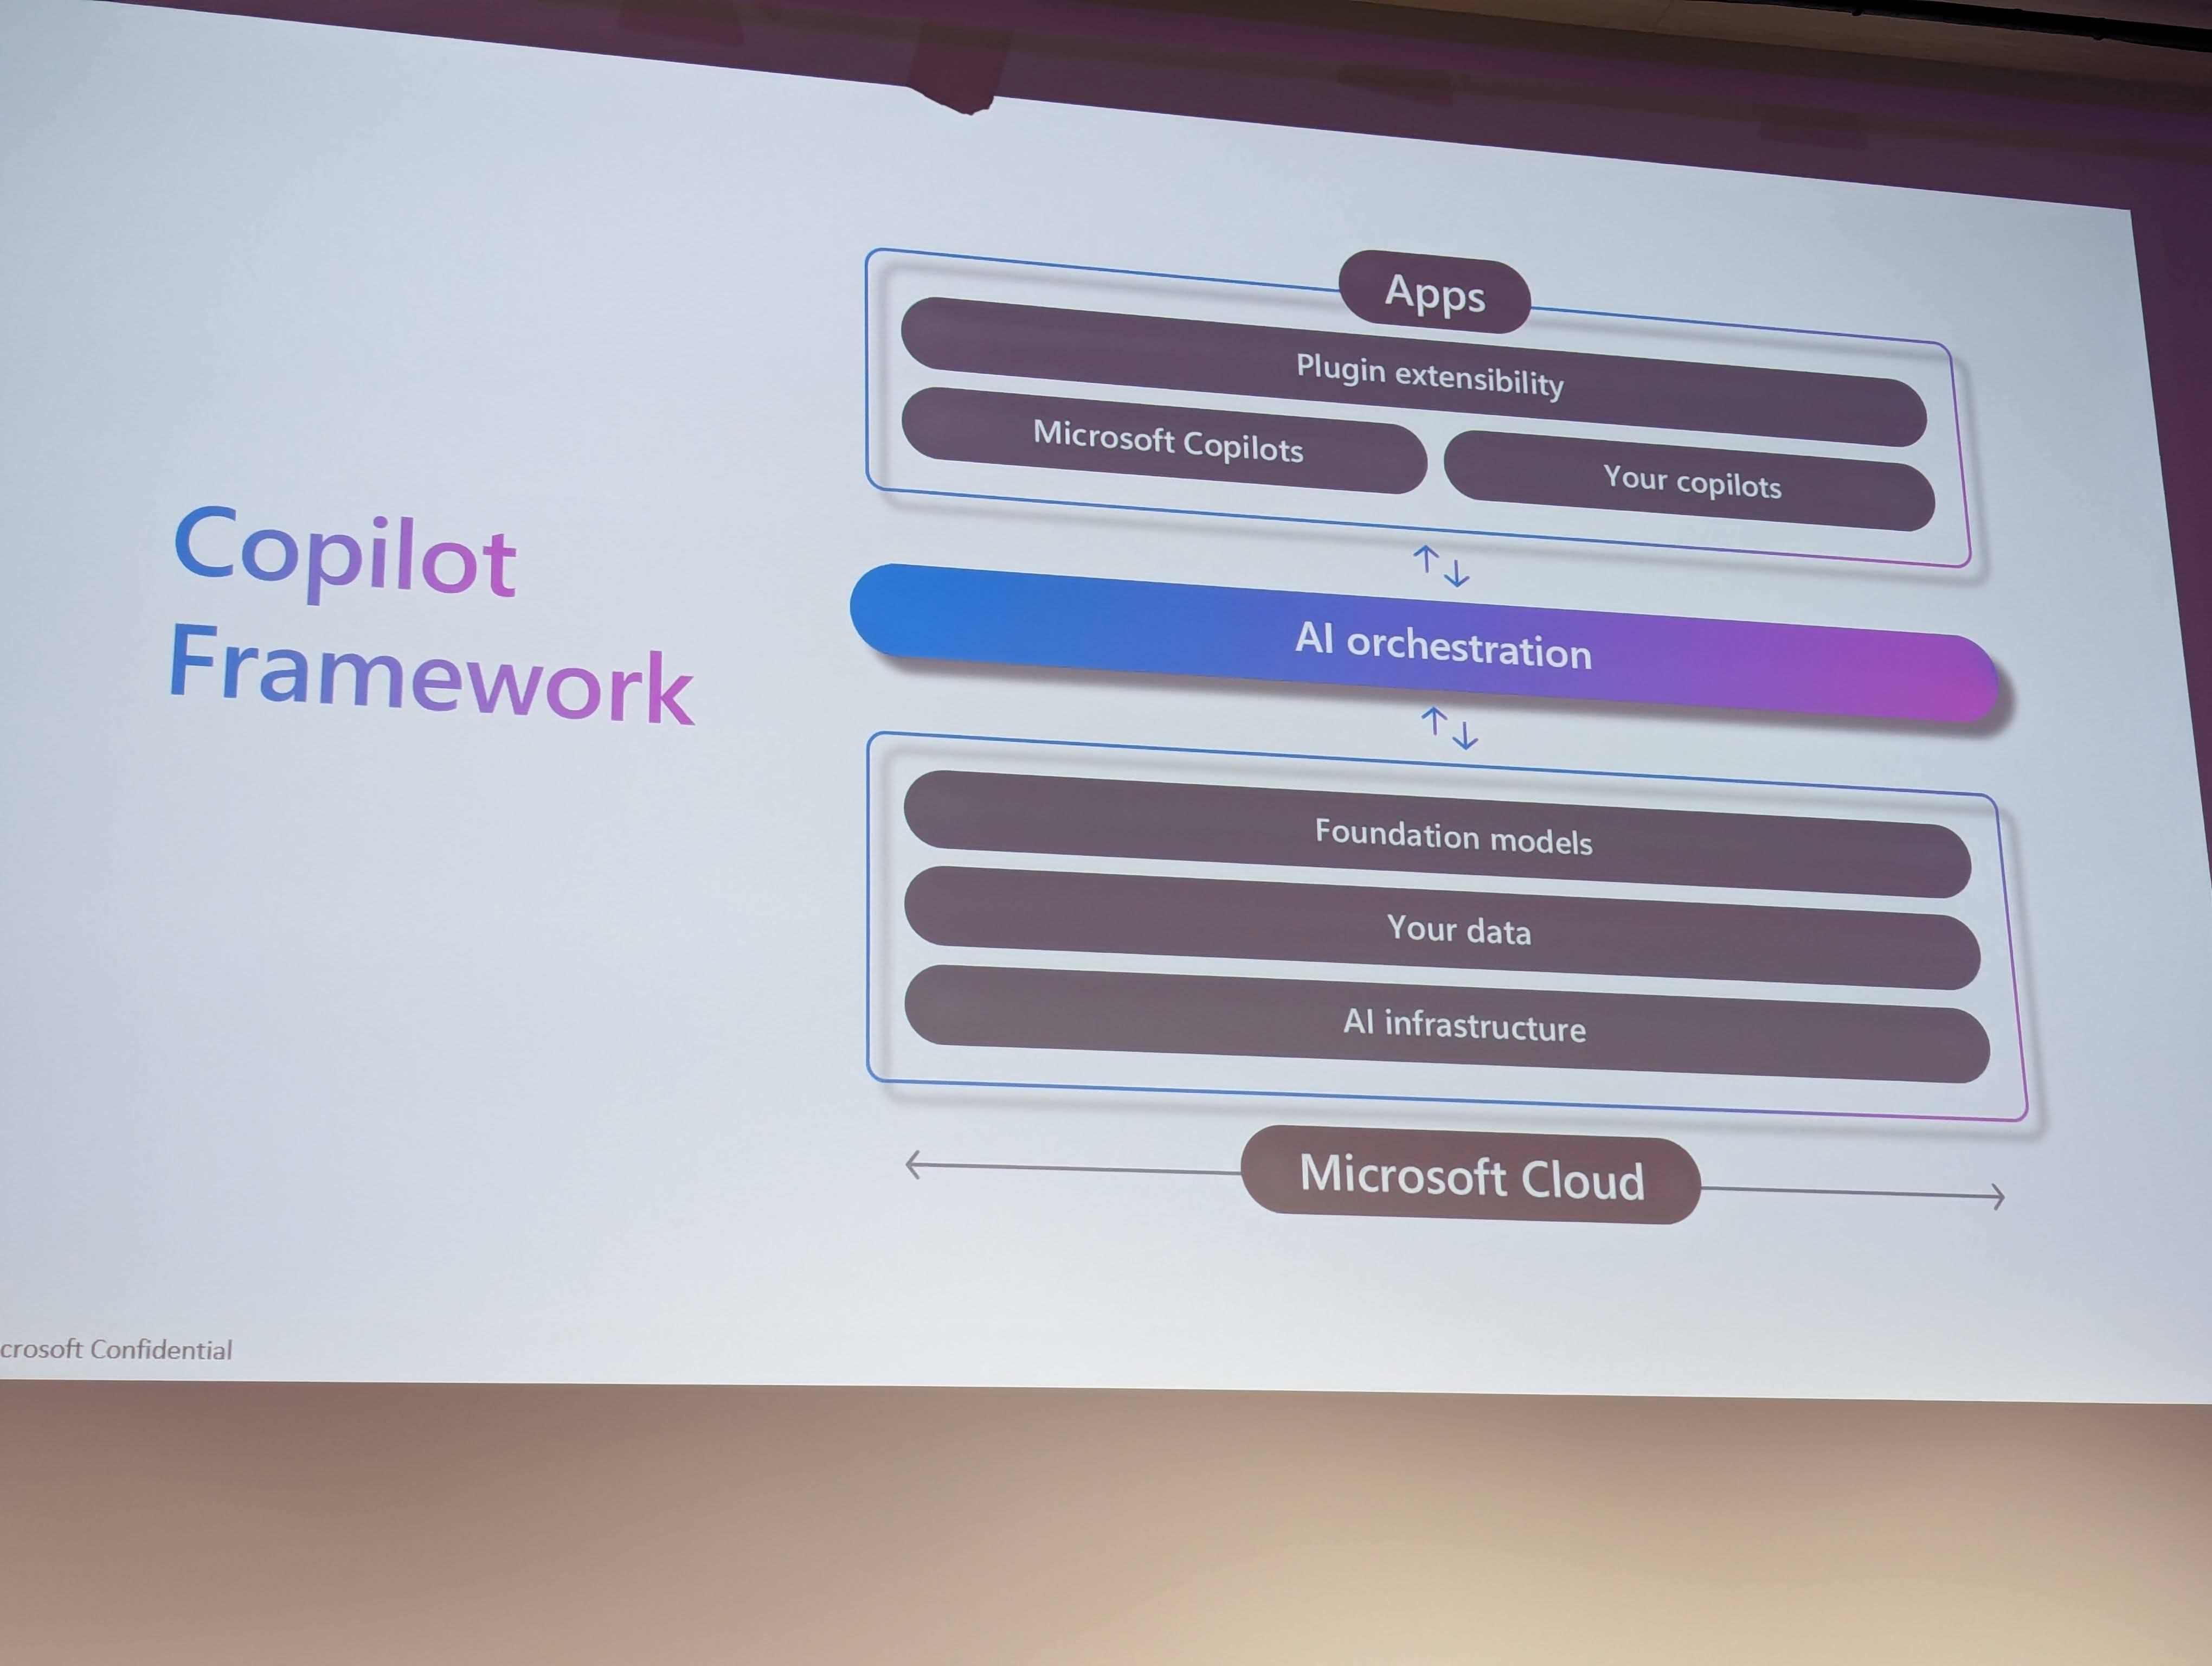 Copilot
Framework
Apps
Plugin extensibility
Microsoft Copilots
Your copilots
AI orchestration
Foundation models
Your data
AI infrastructure
Microsoft Cloud
crosoft Confidential